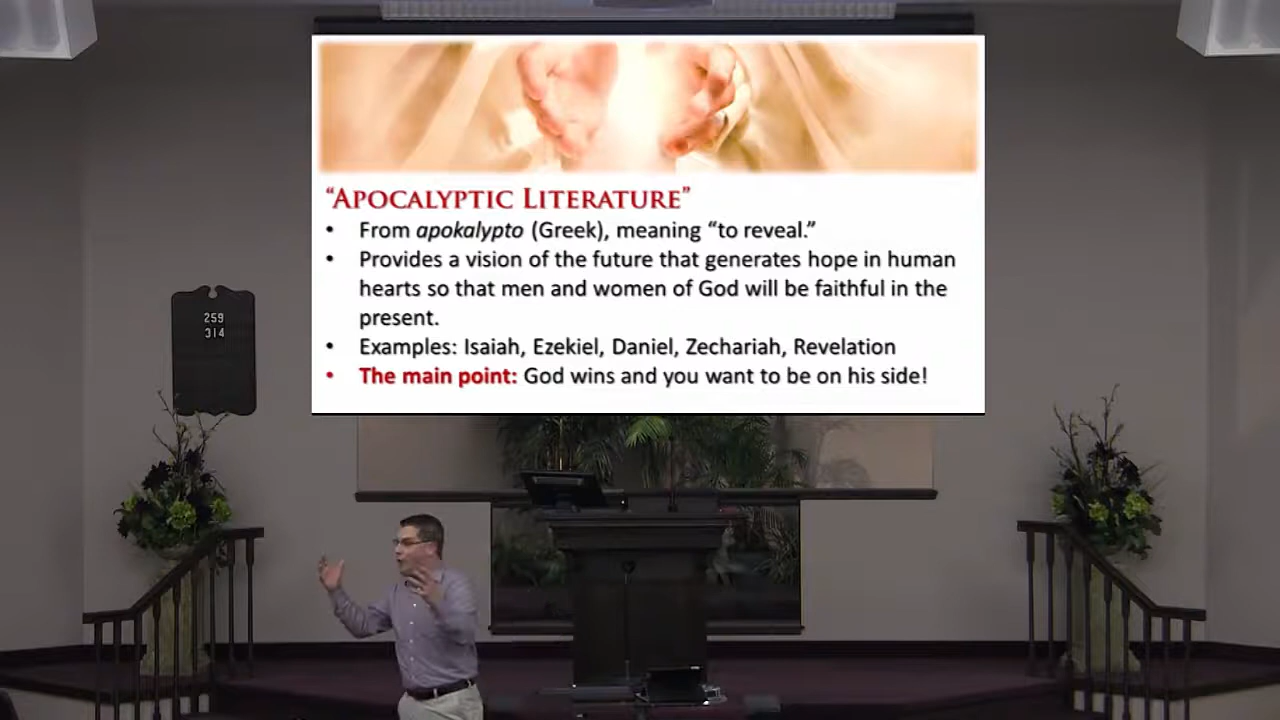 "APOCALYPTIC LITERATURE"
• From apokalypto (Greek), meaning "to reveal."
• Provides a vision of the future that generates hope in human
hearts so that men and women of God will be faithful in the
present.
• Examples: Isaiah, Ezekiel, Daniel, Zechariah, Revelation
• The main point: God wins and you want to be on his side!
259
314